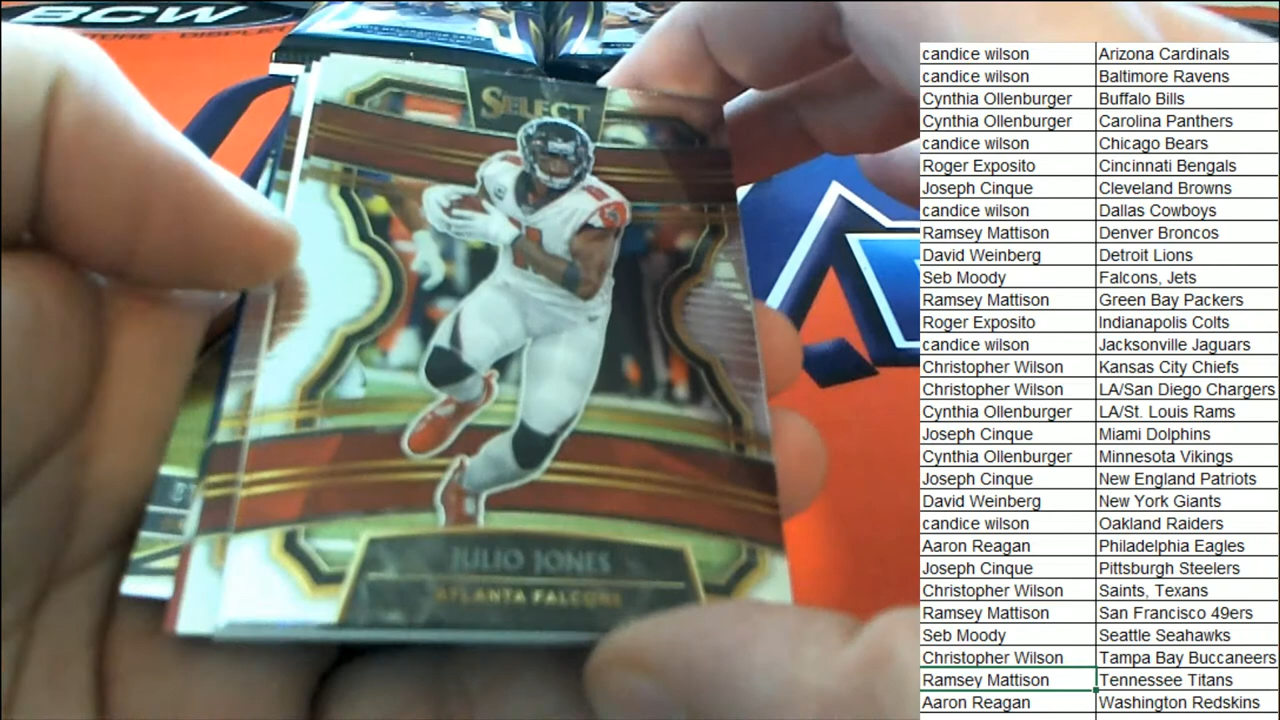 BCW
SELECT
JULIO JONES
ATLANTA FALCONS
candice wilson Arizona Cardinals
candice wilson Baltimore Ravens
Cynthia Ollenburger Buffalo Bills
Cynthia Ollenburger Carolina Panthers
candice wilson Chicago Bears
Roger Exposito Cincinnati Bengals
Joseph Cinque Cleveland Browns
candice wilson Dallas Cowboys
Ramsey Mattison Denver Broncos
David Weinberg Detroit Lions
Seb Moody Falcons, Jets
Ramsey Mattison Green Bay Packers
Roger Exposito Indianapolis Colts
candice wilson Jacksonville Jaguars
Christopher Wilson Kansas City Chiefs
Christopher Wilson LA/San Diego Chargers
Cynthia Ollenburger LA/St. Louis Rams
Joseph Cinque Miami Dolphins
Cynthia Ollenburger Minnesota Vikings
Joseph Cinque New England Patriots
David Weinberg New York Giants
candice wilson Oakland Raiders
Aaron Reagan Philadelphia Eagles
Joseph Cinque Pittsburgh Steelers
Christopher Wilson Saints, Texans
Ramsey Mattison San Francisco 49ers
Seb Moody Seattle Seahawks
Christopher Wilson Tampa Bay Buccaneers
Ramsey Mattison Tennessee Titans
Aaron Reagan Washington Redskins